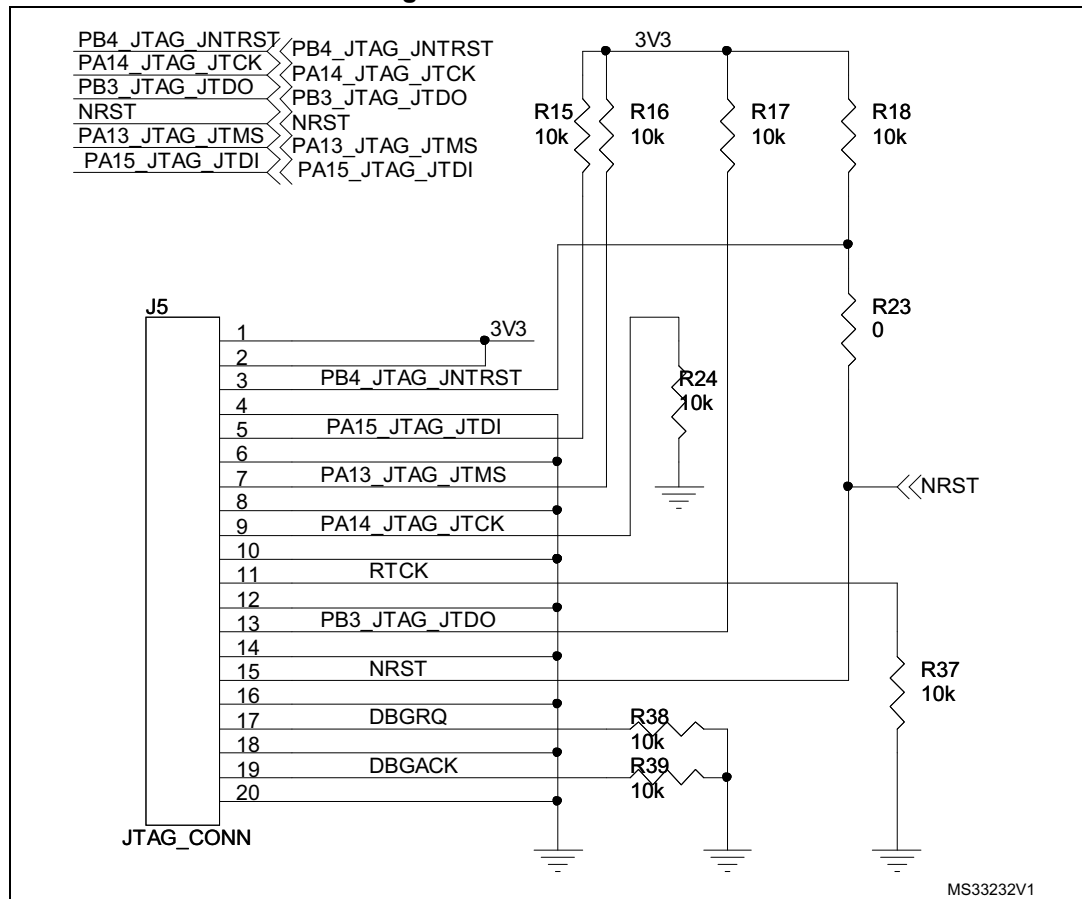 PB4_JTAG_JNTRST PB4_JTAG_JNTRST
PA14_JTAG_JTCK PA14_JTAG_JTCK
PB3_JTAG_JTDO PB3_JTAG_JTDO
NRST NRST
PA13_JTAG_JTMS PA13_JTAG_JTMS
PA15_JTAG_JTDI PA15_JTAG_JTDI
3V3
R15 R16 R17 R18
10k 10k 10k 10k
R23
0
J5
1 3V3
2
3 PB4_JTAG_JNTRST
R24
10k
4
5 PA15_JTAG_JTDI
6
7 PA13_JTAG_JTMS
NRST
8
9 PA14_JTAG_JTCK
10
11 RTCK
12
13 PB3_JTAG_JTDO
14
15 NRST
R37
10k
16
17 DBGRQ R38
10k
18
19 DBGACK R39
10k
20
JTAG_CONN
MS33232V1